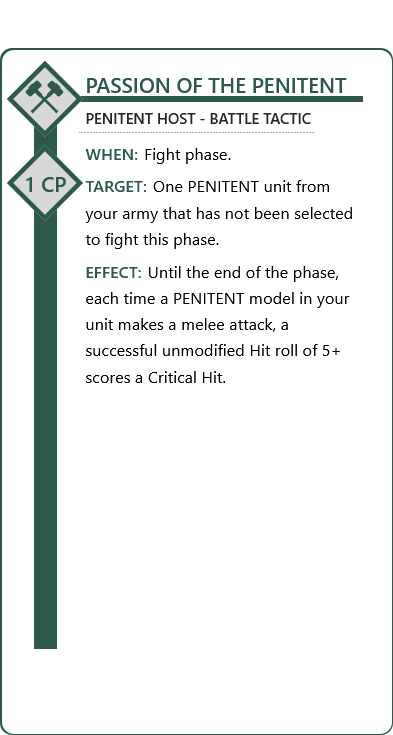 PASSION OF THE PENITENT
PENITENT HOST - BATTLE TACTIC
WHEN: Fight phase.
1 CP
TARGET: One PENITENT unit from
your army that has not been selected
to fight this phase.
EFFECT: Until the end of the phase,
each time a PENITENT model in your
unit makes a melee attack, a
successful unmodified Hit roll of 5+
scores a Critical Hit.